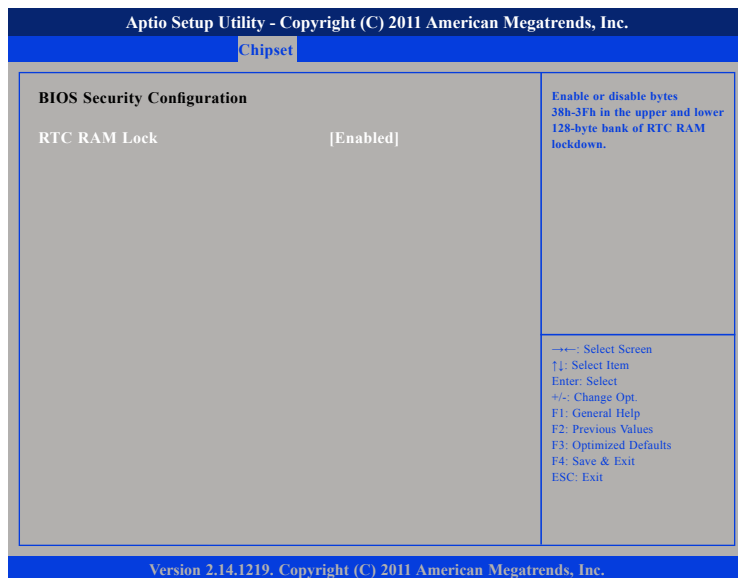 Aptio Setup Utility - Copyright (C) 2011 American Megatrends, Inc.
Chipset
BIOS Security Configuration
RTC RAM Lock [Enabled]
Enable or disable bytes
38h-3Fh in the upper and lower
128-byte bank of RTC RAM
lockdown.
→←: Select Screen
↑↓: Select Item
Enter: Select
+/-: Change Opt.
F1: General Help
F2: Previous Values
F3: Optimized Defaults
F4: Save & Exit
ESC: Exit
Version 2.14.1219. Copyright (C) 2011 American Megatrends, Inc.